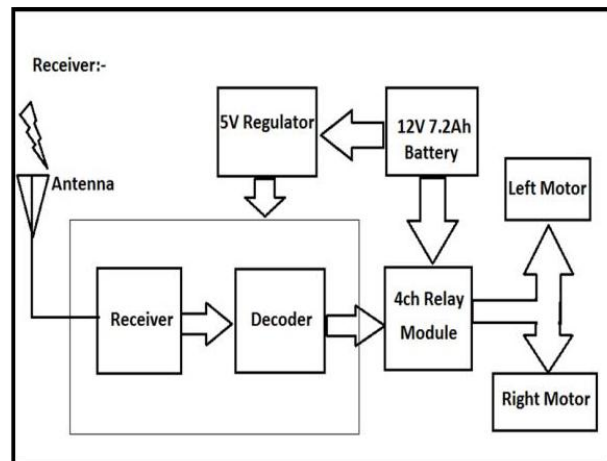 Receiver:-
Antenna
5V Regulator
12V 7.2Ah
Battery
Left Motor
Receiver
Decoder
4ch Relay
Module
Right Motor